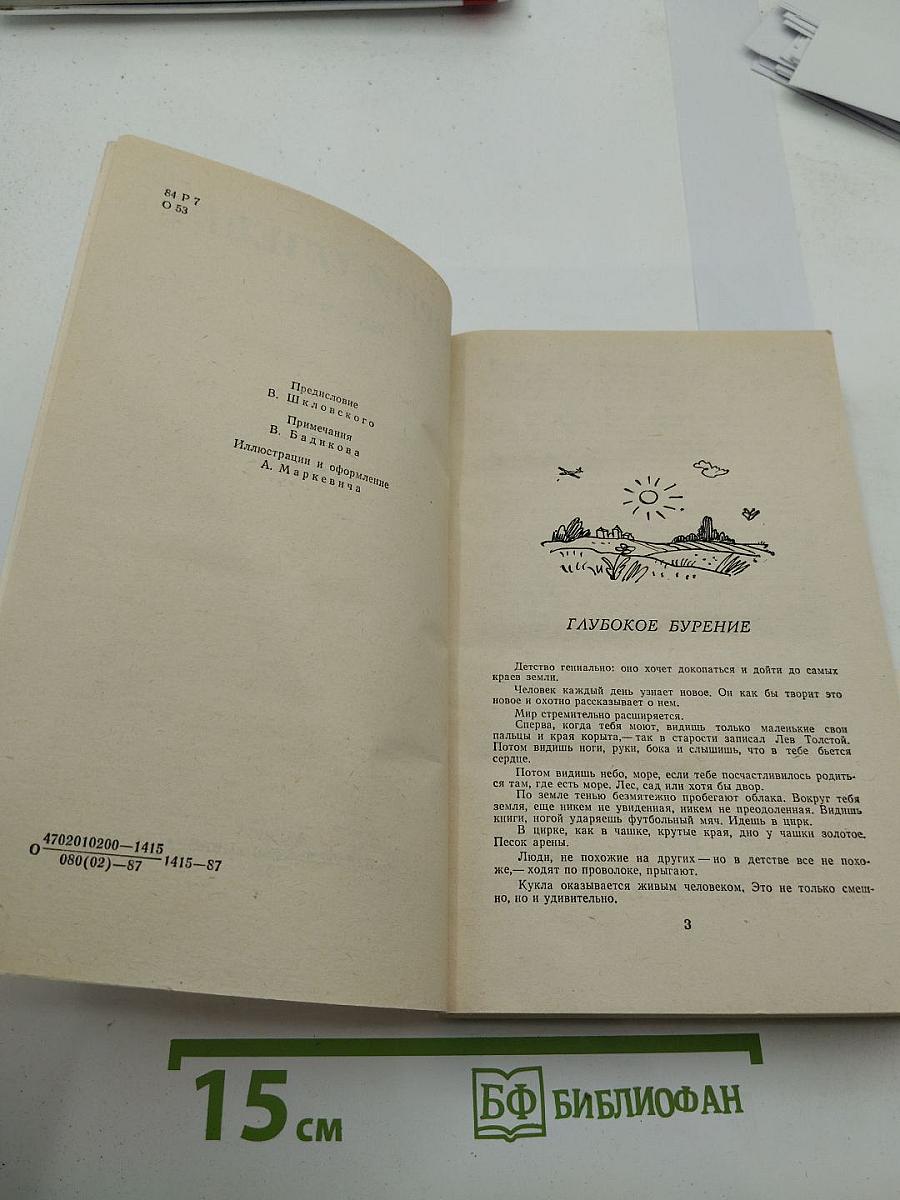 84 Р 7
О 53
Предисловие
В. Шкловского
Примечания
В. Бадикова
Иллюстрации и оформление
А. Маркевича
О 4702010200—1415
080(02)—87
1415—87
ГЛУБОКОЕ БУРЕНИЕ
Детство гениально: оно хочет докопаться и дойти до самых
краев земли.
Человек каждый день узнает новое. Он как бы творит это
новое и охотно рассказывает о нем.
Мир стремительно расширяется.
Сперва, когда тебя моют, видишь только маленькие свои
пальцы и края корыта,— так в старости записал Лев Толстой.
Потом видишь ноги, руки, бока и слышишь, что в тебе бьется
сердце.
Потом видишь небо, море, если тебе посчастливилось родить-
ся там, где есть море. Лес, сад или хотя бы двор.
По земле тенью безмятежно пробегают облака. Вокруг тебя
земля, еще никем не увиденная, никем не преодоленная. Видишь
книги, ногой ударяешь футбольный мяч. Идешь в цирк.
В цирке, как в чашке, крутые края, дно у чашки золотое.
Песок арены.
Люди, не похожие на других — но в детстве все не похо-
же,— ходят по проволоке, прыгают.
Кукла оказывается живым человеком. Это не только смеш-
но, но и удивительно.
3
15 см
БФ БИБЛИОФАН